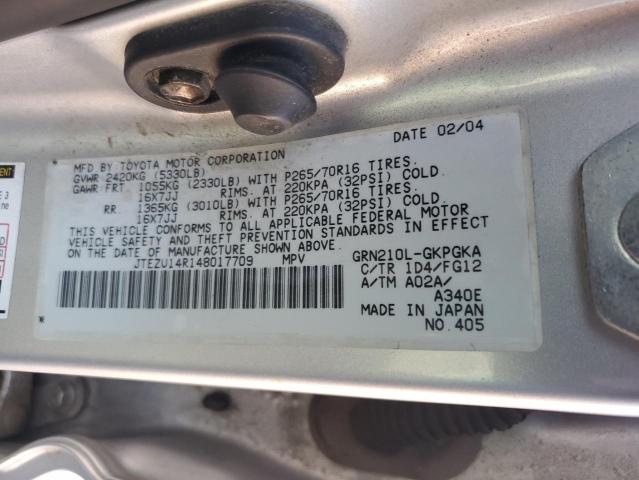 DATE 02/04
MFD BY TOYOTA MOTOR CORPORATION
GVWR 2420KG (5330LB)
GAWR FRT 1055KG (2330LB) WITH P265/70R16 TIRES.
16X7JJ RIMS. AT 220KPA (32PSI) COLD.
RR 1365KG (3010LB) WITH P265/70R16 TIRES.
16X7JJ RIMS. AT 220KPA (32PSI) COLD.
THIS VEHICLE CONFORMS TO ALL APPLICABLE FEDERAL MOTOR
VEHICLE SAFETY AND THEFT PREVENTION STANDARDS IN EFFECT
ON THE DATE OF MANUFACTURE SHOWN ABOVE.
JTEZU14R148017709 MPV
GRN210L-GKPGKA
C/TR 1D4/FG12
A/TM A02A/
A340E
MADE IN JAPAN
NO.405